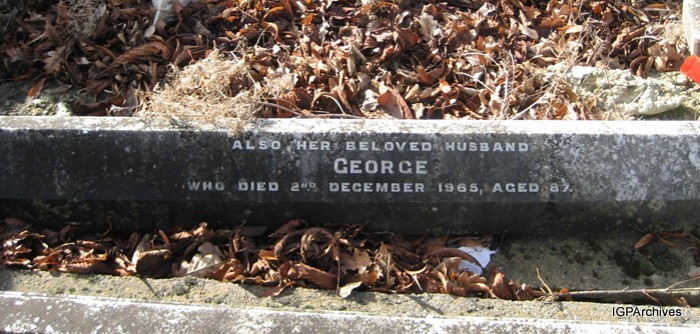 ALSO HER BELOVED HUSBAND
GEORGE
WHO DIED 2ND DECEMBER 1965, AGED 87.
IGPArchives